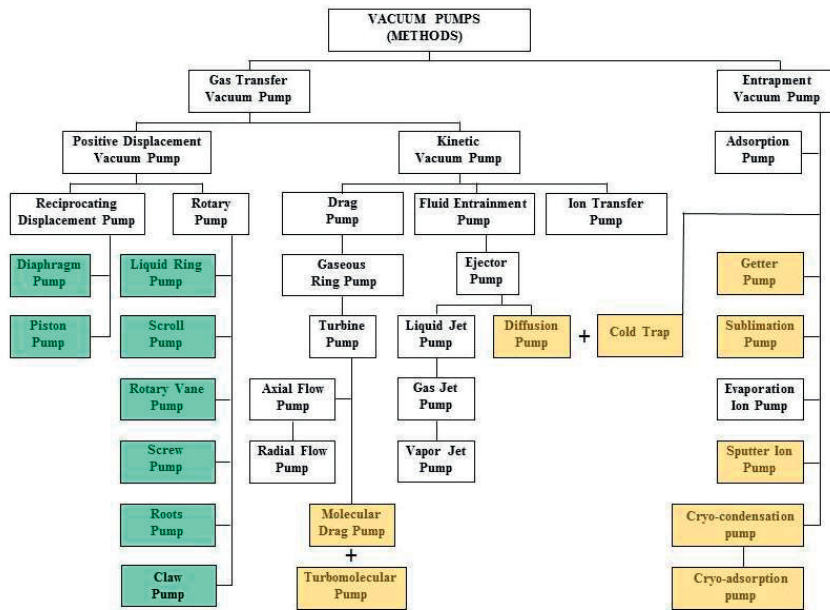 VACUUM PUMPS
(METHODS)
Gas Transfer
Vacuum Pump
Entrapment
Vacuum Pump
Positive Displacement
Vacuum Pump
Kinetic
Vacuum Pump
Adsorption
Pump
Reciprocating
Displacement Pump
Rotary
Pump
Drag
Pump
Fluid Entrainment
Pump
Ion Transfer
Pump
Diaphragm
Pump
Liquid Ring
Pump
Gaseous
Ring Pump
Ejector
Pump
Getter
Pump
Piston
Pump
Scroll
Pump
Turbine
Pump
Liquid Jet
Pump
Diffusion
Pump
+
Cold Trap
Sublimation
Pump
Rotary Vane
Pump
Axial Flow
Pump
Gas Jet
Pump
Evaporation
Ion Pump
Screw
Pump
Radial Flow
Pump
Vapor Jet
Pump
Sputter Ion
Pump
Roots
Pump
Molecular
Drag Pump
Cryo-condensation
pump
+
Claw
Pump
Turbomolecular
Pump
Cryo-adsorption
pump